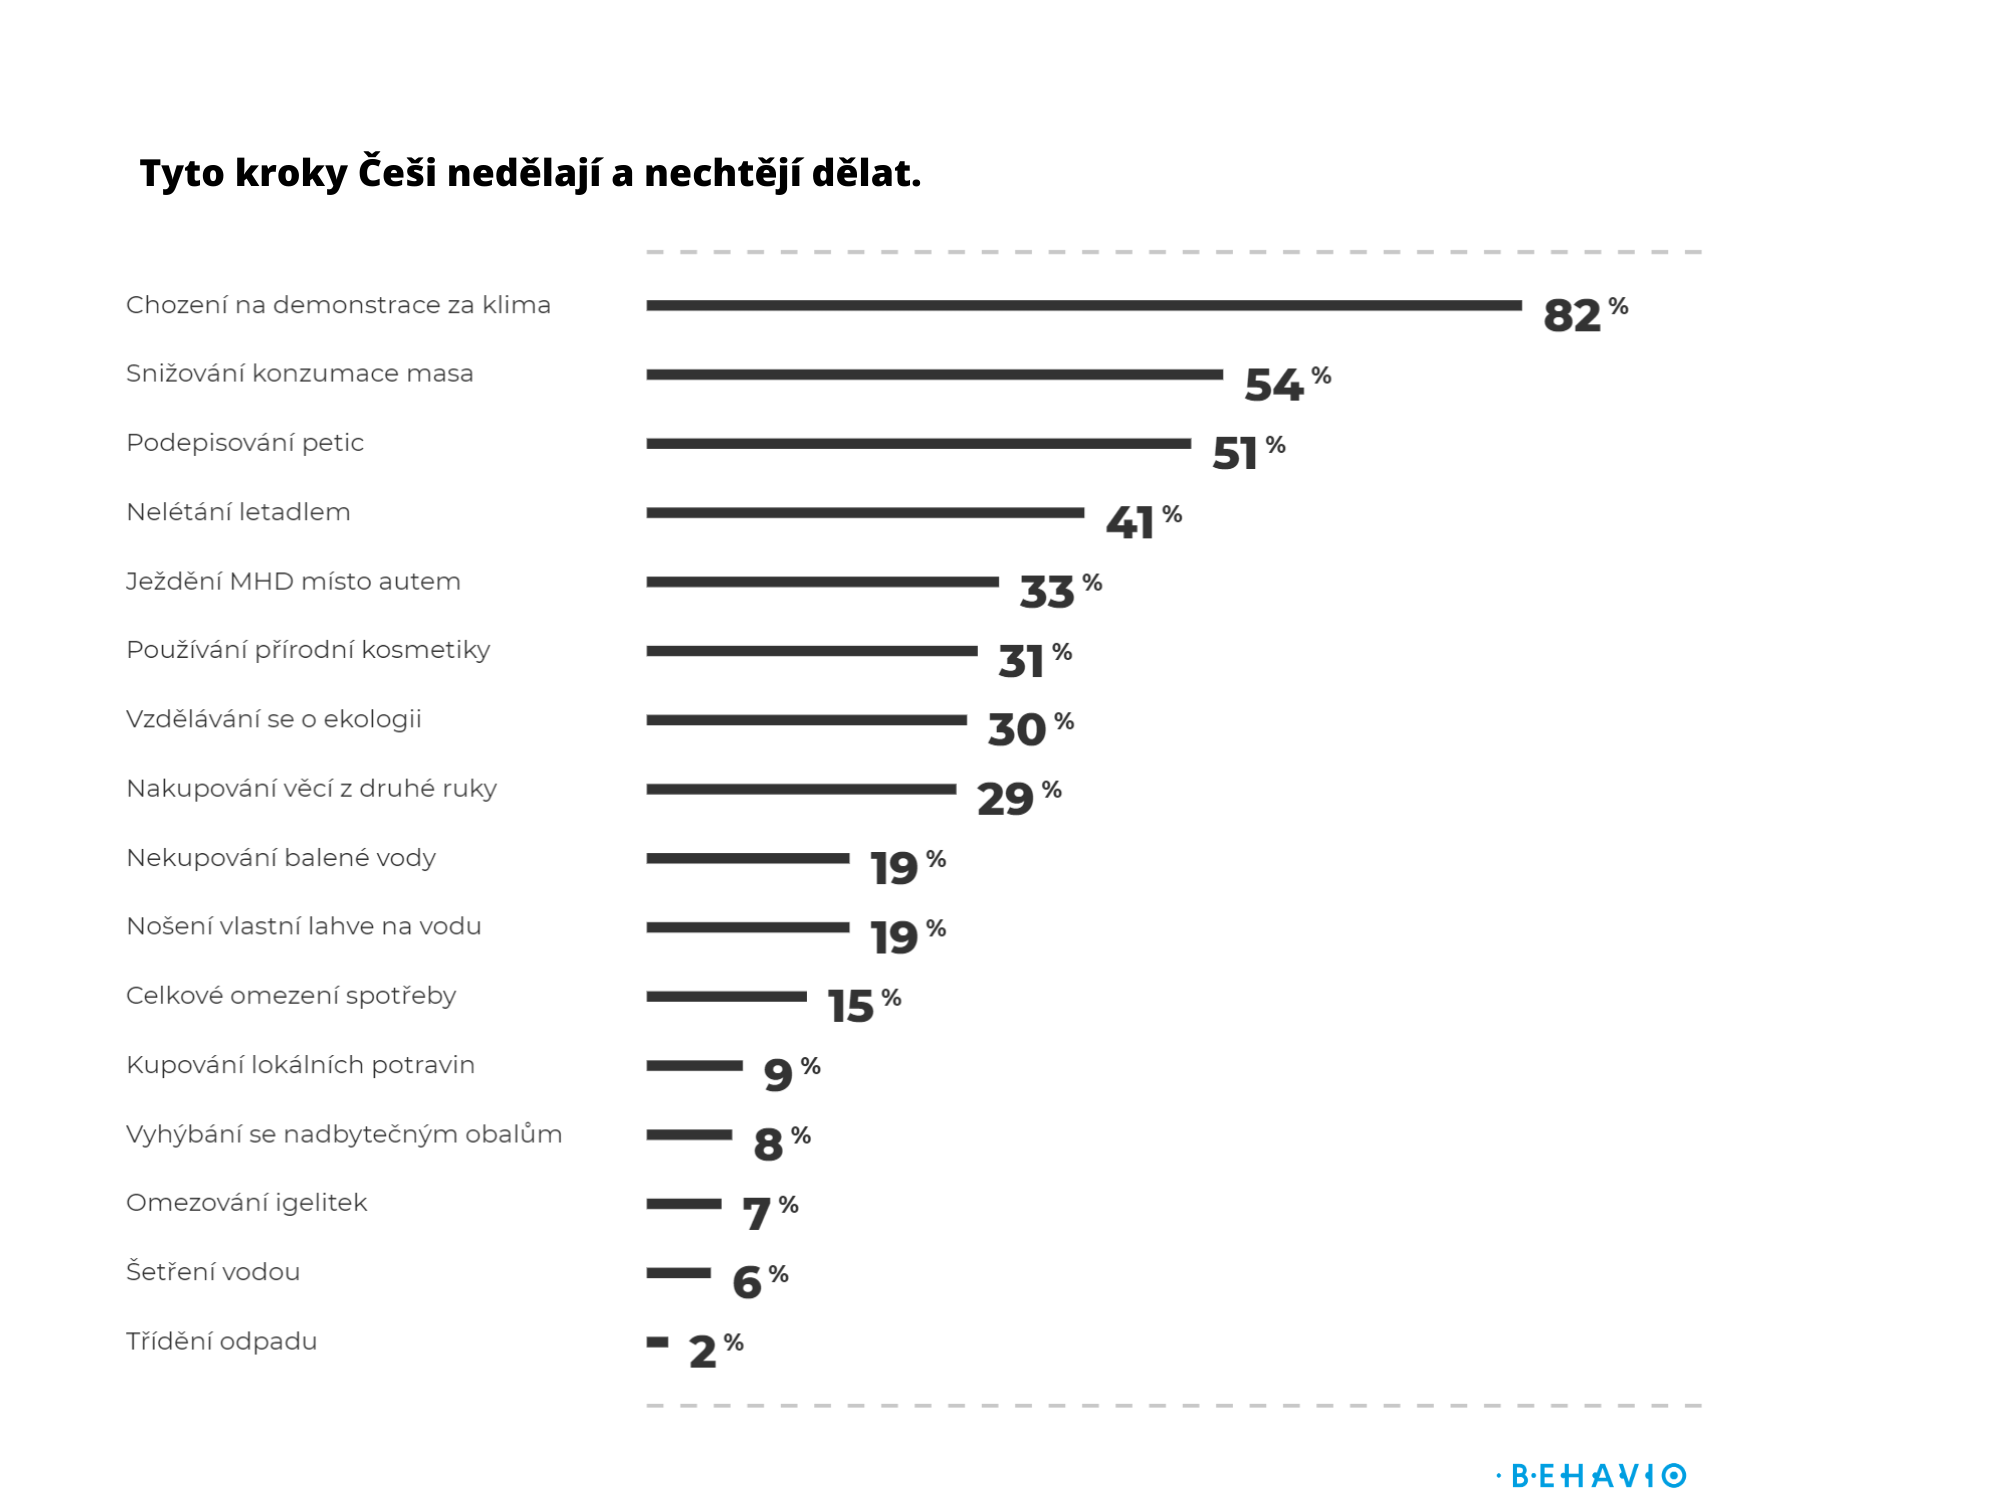 Tyto kroky Češi nedělají a nechtějí dělat.
Chození na demonstrace za klima 82 %
Snižování konzumace masa 54 %
Podepisování petic 51 %
Nelétání letadlem 41 %
Ježdění MHD místo autem 33 %
Používání přírodní kosmetiky 31 %
Vzdělávání se o ekologii 30 %
Nakupování věcí z druhé ruky 29 %
Nekupování balené vody 19 %
Nošení vlastní lahve na vodu 19 %
Celkové omezení spotřeby 15 %
Kupování lokálních potravin 9 %
Vyhýbání se nadbytečným obalům 8 %
Omezování igelitek 7 %
Šetření vodou 6 %
Třídění odpadu 2 %
BEHAVIO